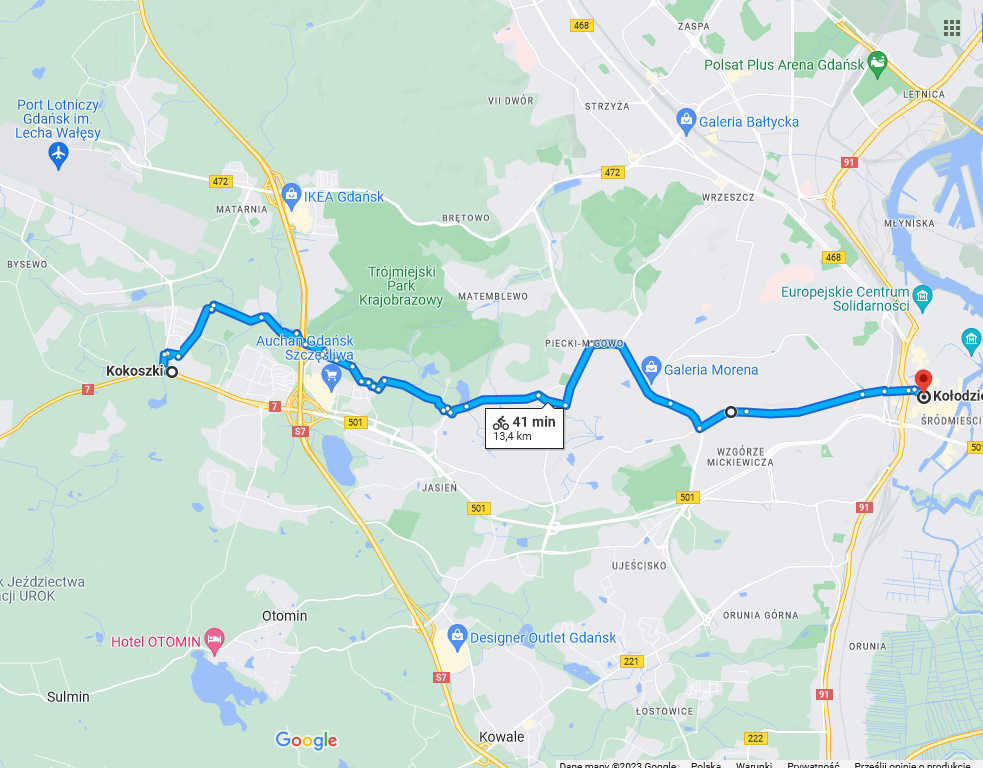 468
ZASPA
Polsat Plus Arena Gdańsk
LETNICA
Port Lotniczy
Gdańsk im.
Lecha Wałęsy
VII DWÓR
STRZYŻA
Galeria Bałtycka
91
472
472
IKEA Gdańsk
MATARNIA
BRĘTOWO
WRZESZCZ
MŁYNISKA
BYSEWO
468
Trójmiejski
Park
Krajobrazowy
MATEMBLEWO
Europejskie Centrum
Solidarności
Auchan Gdańsk
Szczęśliwa
PIECKI-MIGOWO
Kokoszki
Galeria Morena
7
7
Kołodzie
501
41 min
13,4 km
S7
ŚRÓDMIEŚCI
501
WZGÓRZE
MICKIEWICZA
JASIEŃ
501
501
91
UJEŚCISKO
k Jeździectwa
acji UROK
Otomin
ORUNIA GÓRNA
Hotel OTOMIN
Designer Outlet Gdańsk
ORUNIA
221
S7
Sulmin
91
ŁOSTOWICE
Google
Kowale
222
Dane mapy ©2023 Google Polska Warunki Prywatność Prześlij opinię o produkcie